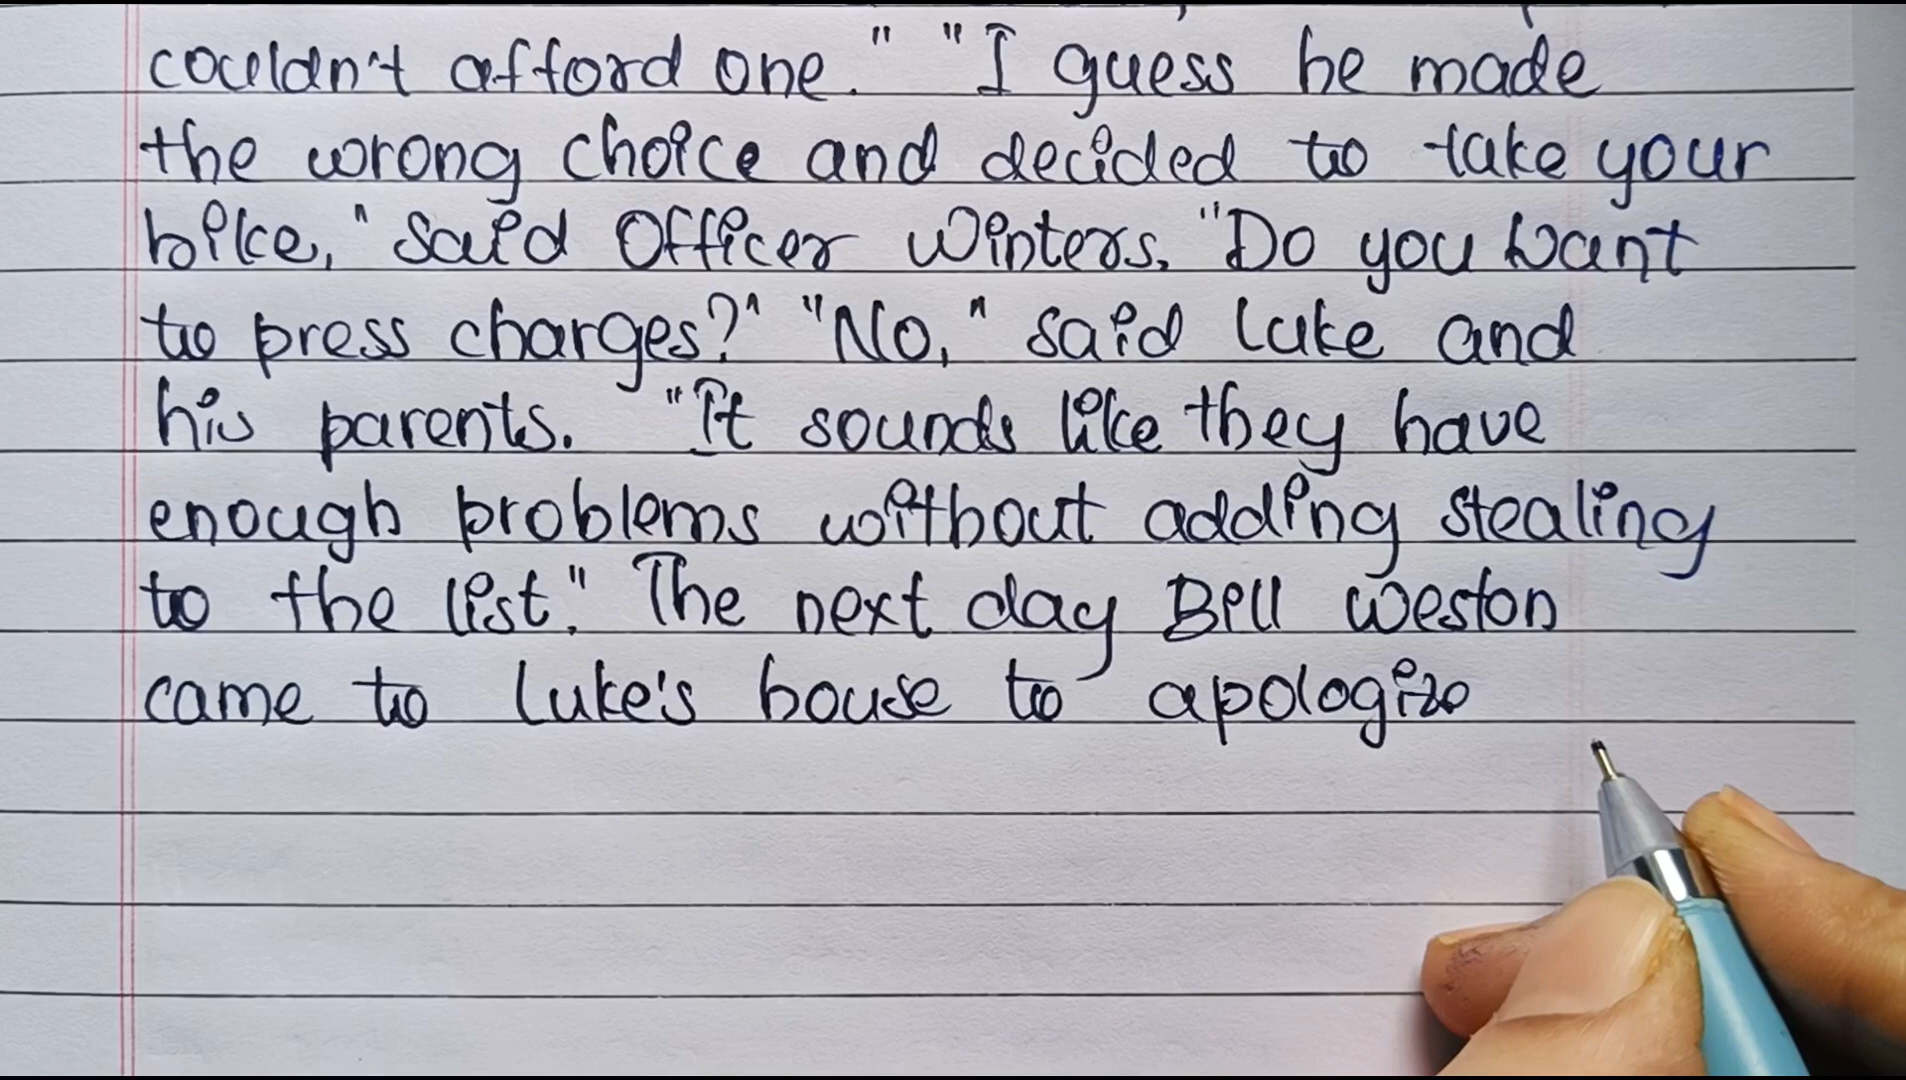 couldn't afford one." "I guess he made
the wrong choice and decided to take your
bike," said Officer Winters. "Do you want
to press charges?" "No," said Luke and
his parents. "It sounds like they have
enough problems without adding stealing
to the list." The next day Bill Weston
came to Luke's house to apologize